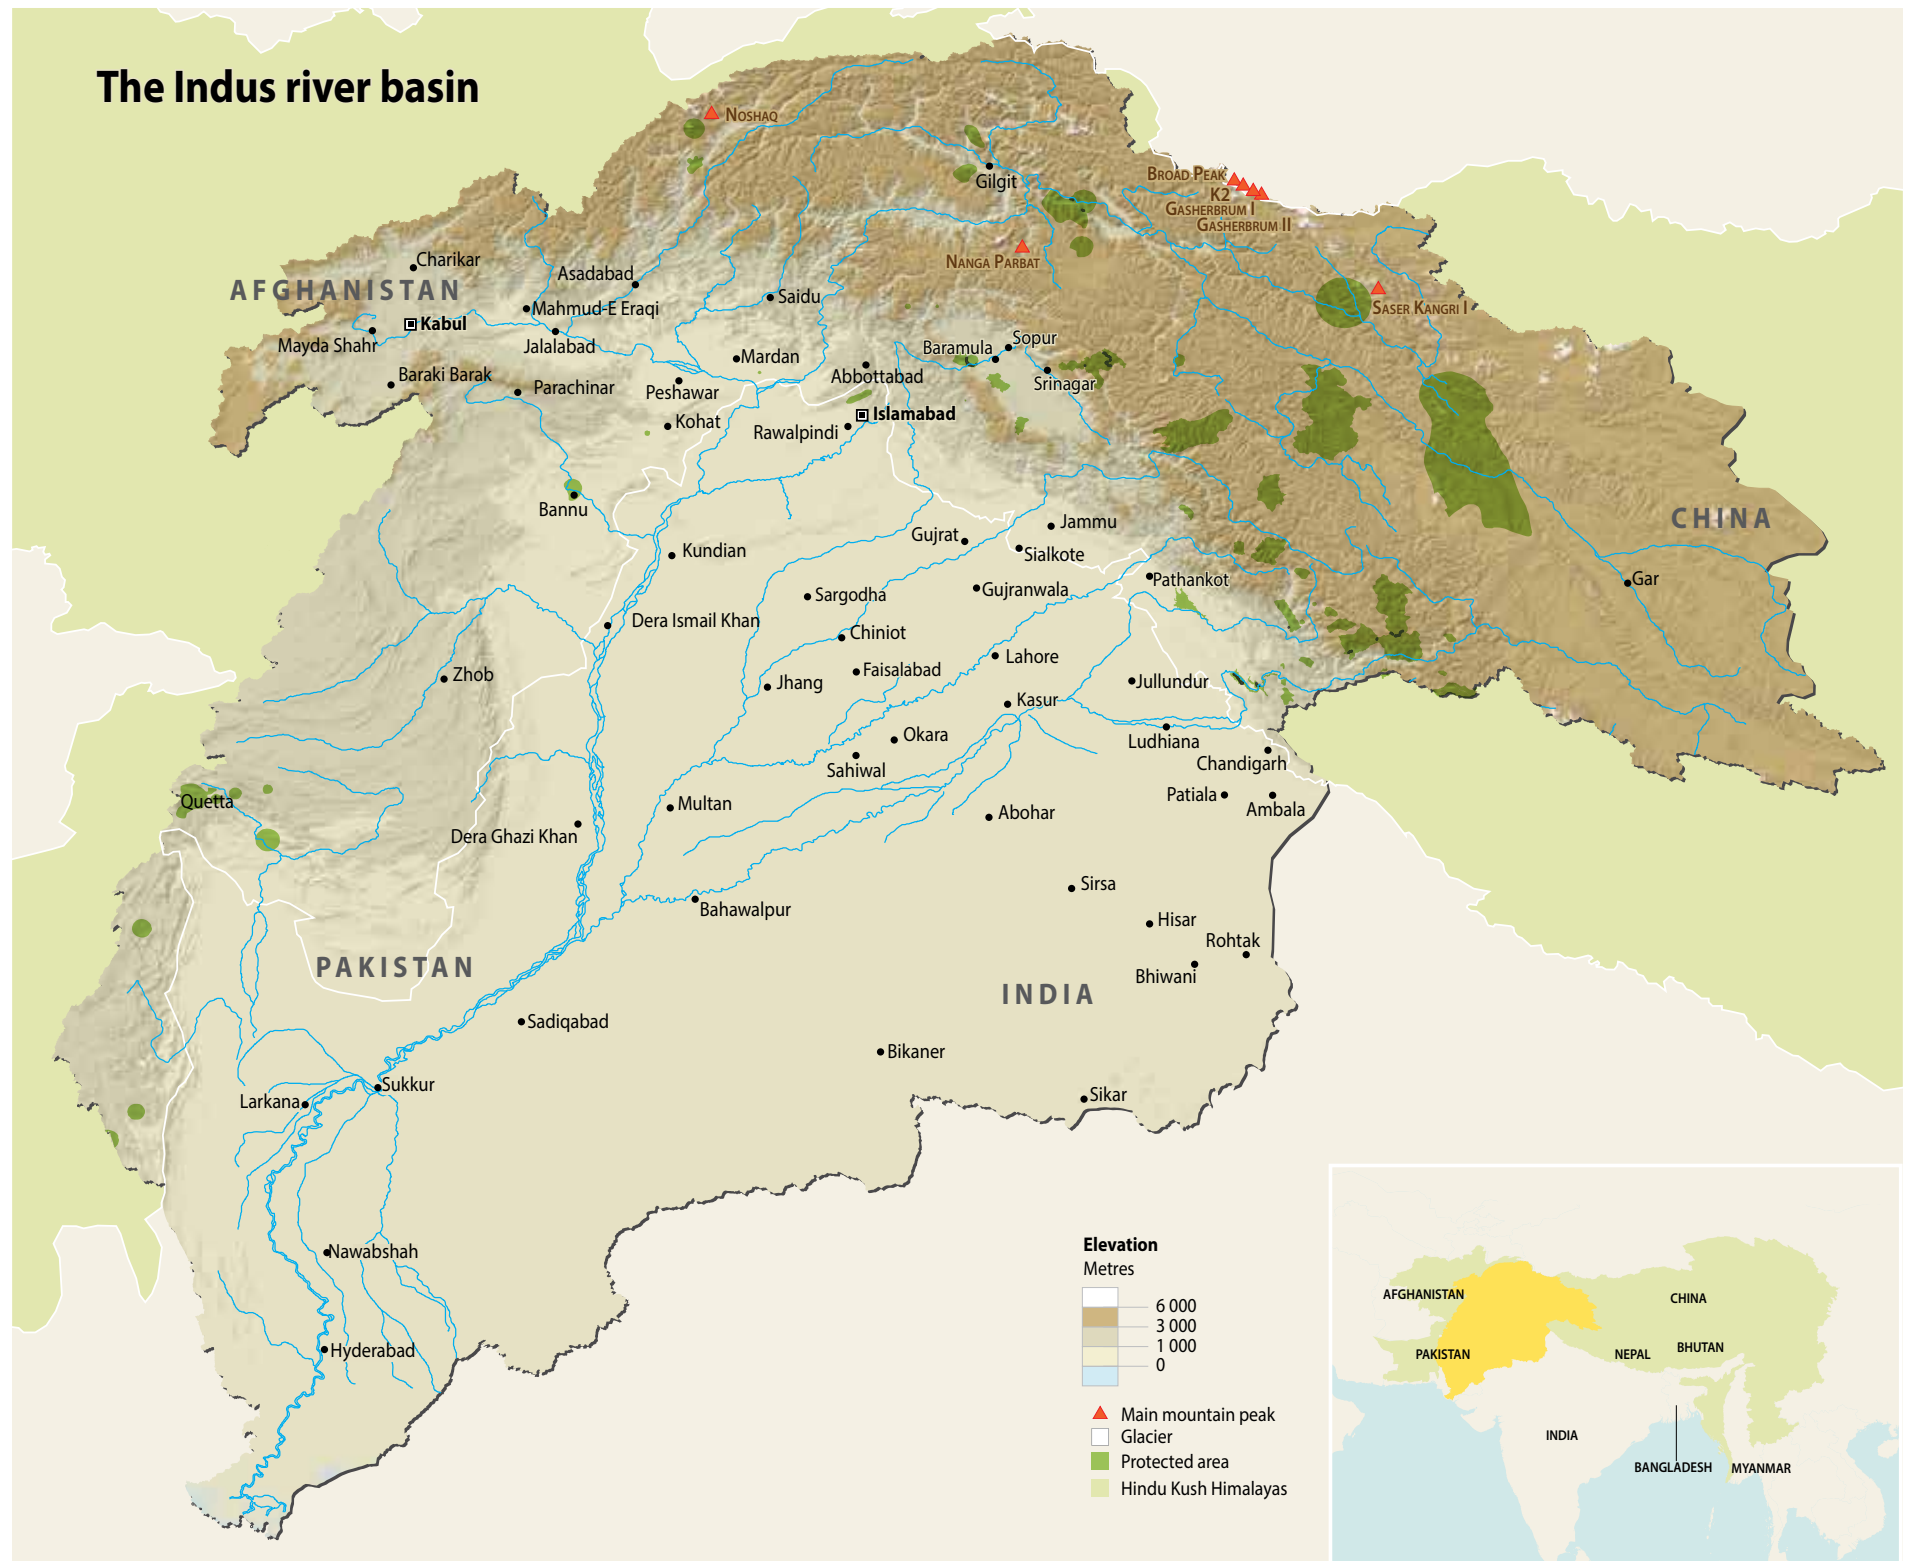 The Indus river basin
NOSHAQ
BROAD PEAK
K2
GASHERBRUM I
GASHERBRUM II
Gilgit
NANGA PARBAT
SASER KANGRI I
Charikar
AFGHANISTAN
Asadabad
Saidu
Mahmud-E Eraqi
Kabul
Mayda Shahr
Jalalabad
Mardan
Baramula
Sopur
Abbottabad
Srinagar
Baraki Barak
Parachinar
Peshawar
Islamabad
Kohat
Rawalpindi
Bannu
CHINA
Jammu
Gujrat
Kundian
Sialkote
Pathankot
Gar
Gujranwala
Sargodha
Dera Ismail Khan
Chiniot
Lahore
Faisalabad
Zhob
Jhang
Jullundur
Kasur
Okara
Ludhiana
Sahiwal
Chandigarh
Quetta
Multan
Patiala
Ambala
Abohar
Dera Ghazi Khan
Sirsa
Bahawalpur
Hisar
Rohtak
PAKISTAN
Bhiwani
INDIA
Sadiqabad
Bikaner
Sukkur
Sikar
Larkana
Nawabshah
Hyderabad
Elevation
Metres
6 000
3 000
1 000
0
Main mountain peak
Glacier
Protected area
Hindu Kush Himalayas
AFGHANISTAN
CHINA
PAKISTAN
NEPAL
BHUTAN
INDIA
BANGLADESH
MYANMAR